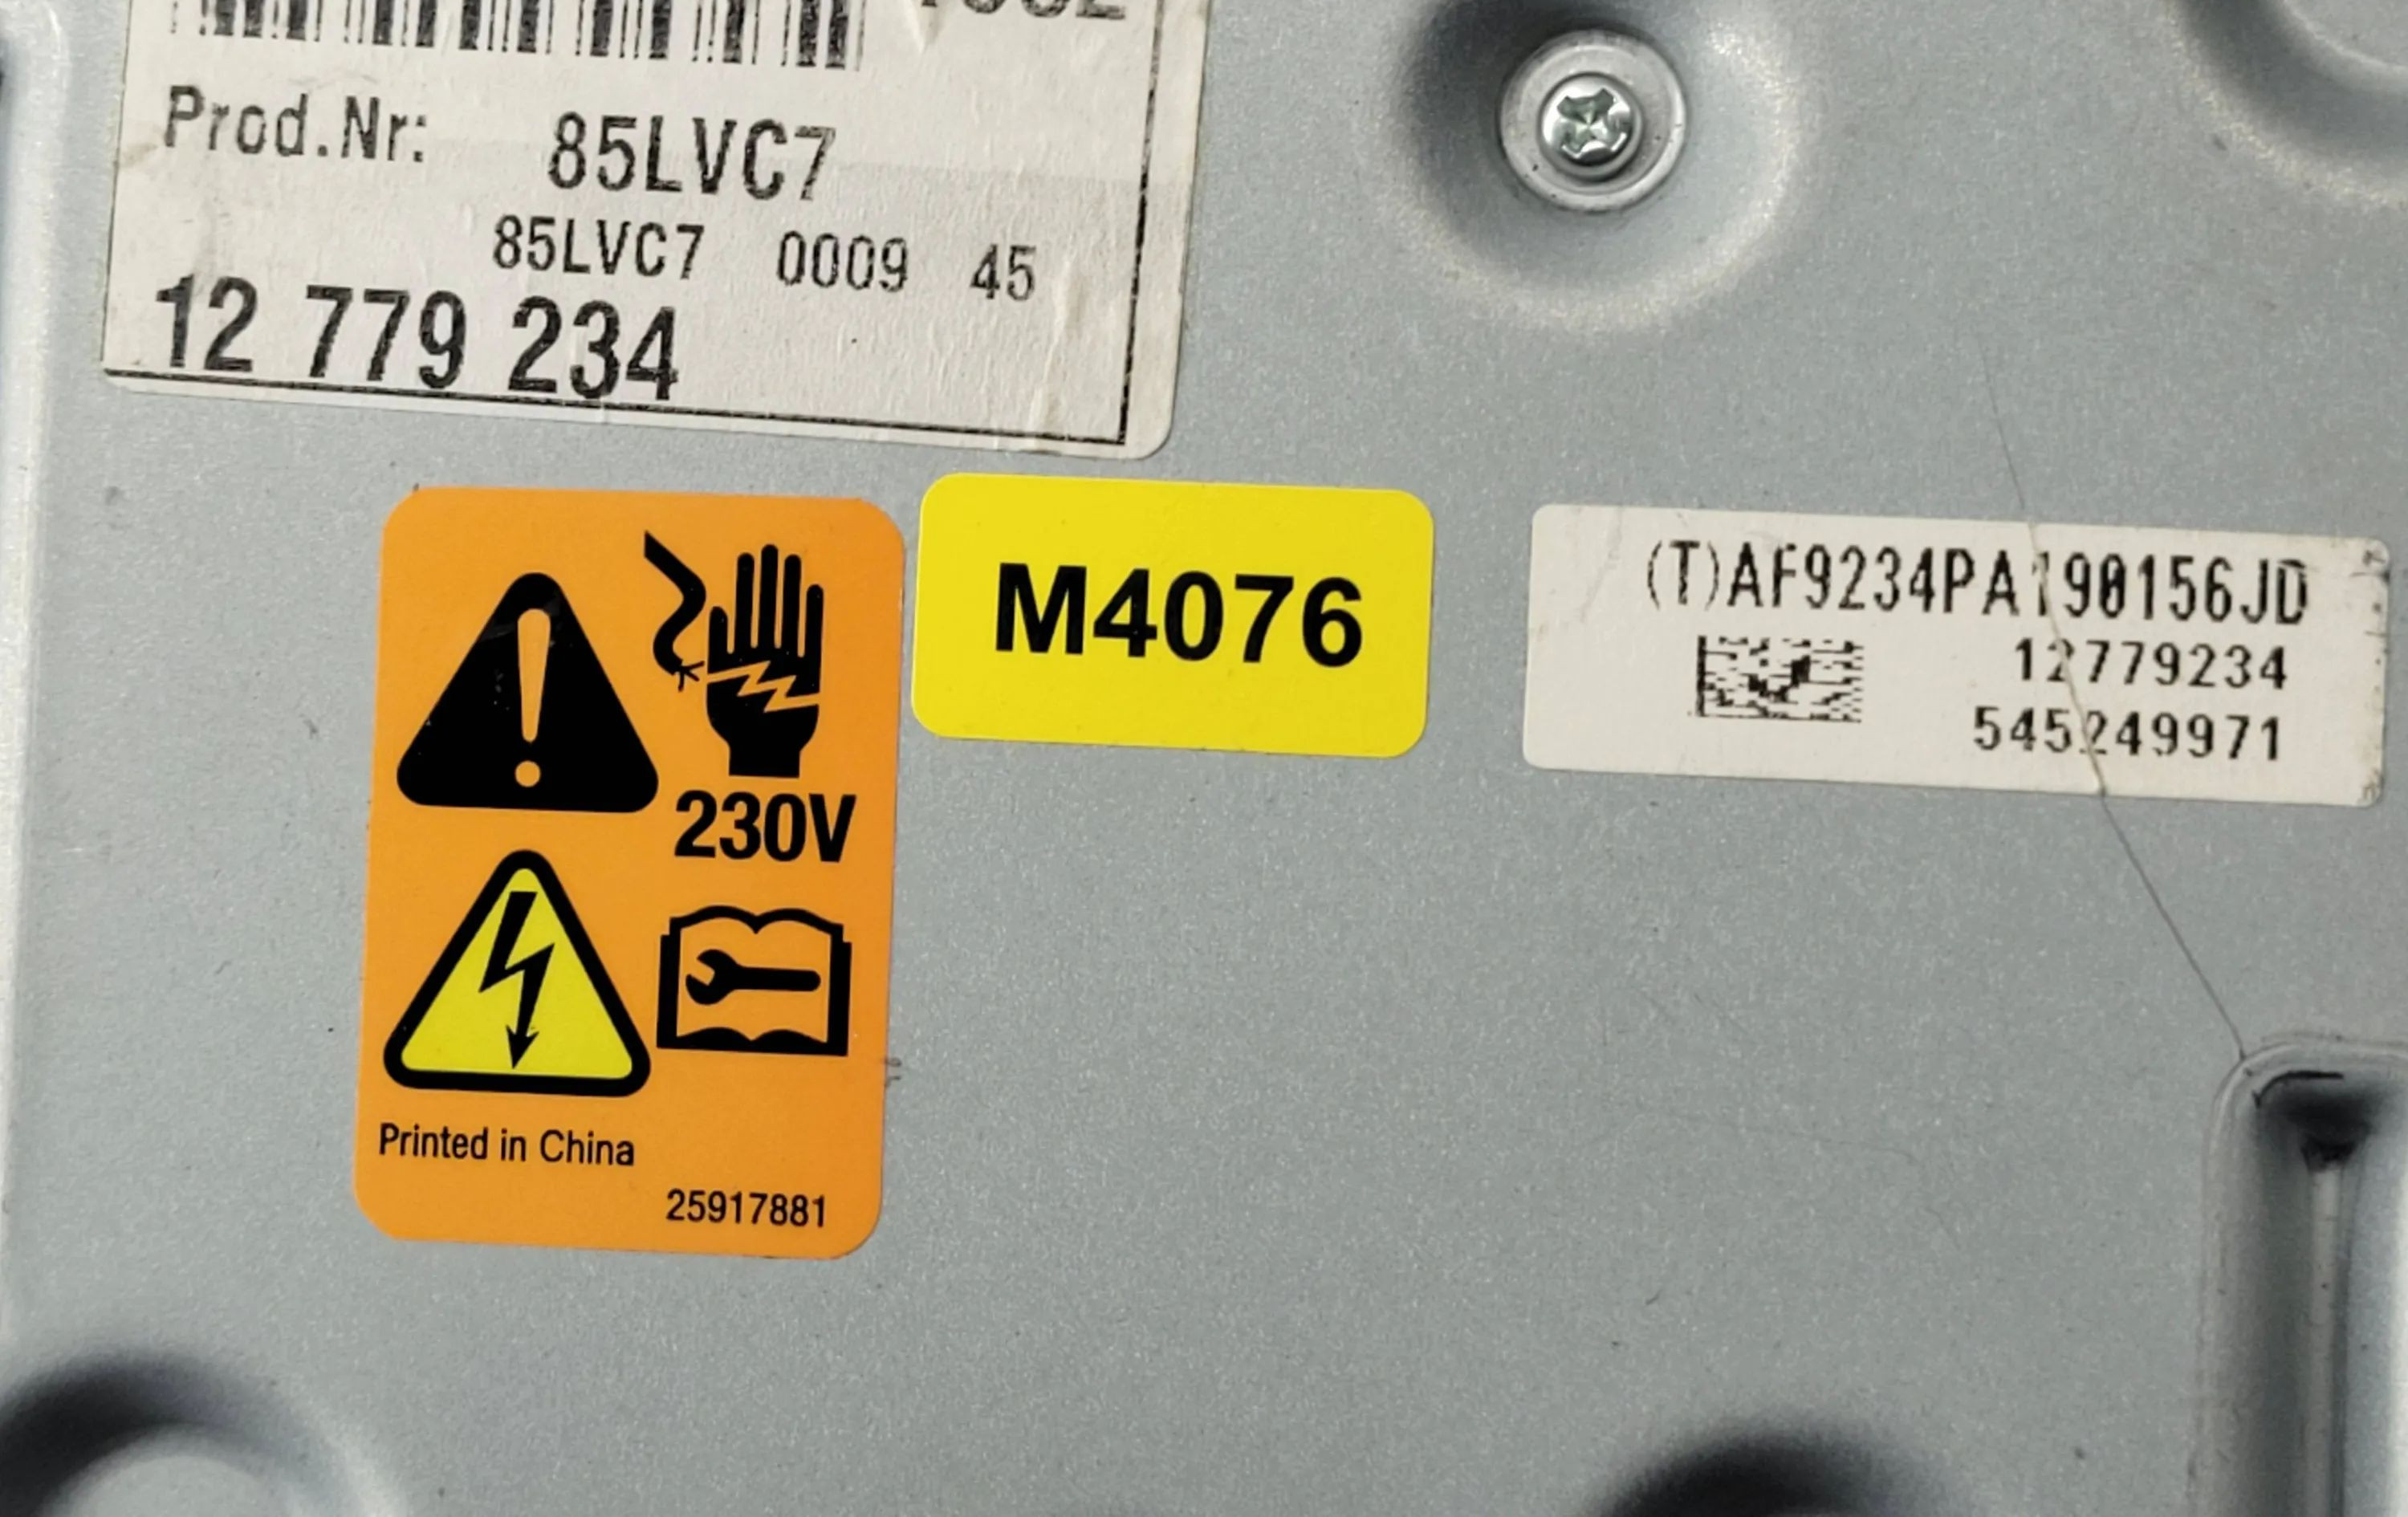 Prod.Nr: 85LVC7
85LVC7 0009 45
12 779 234
M4076
(T)AF9234PA190156JD
12779234
545249971
230V
Printed in China
25917881